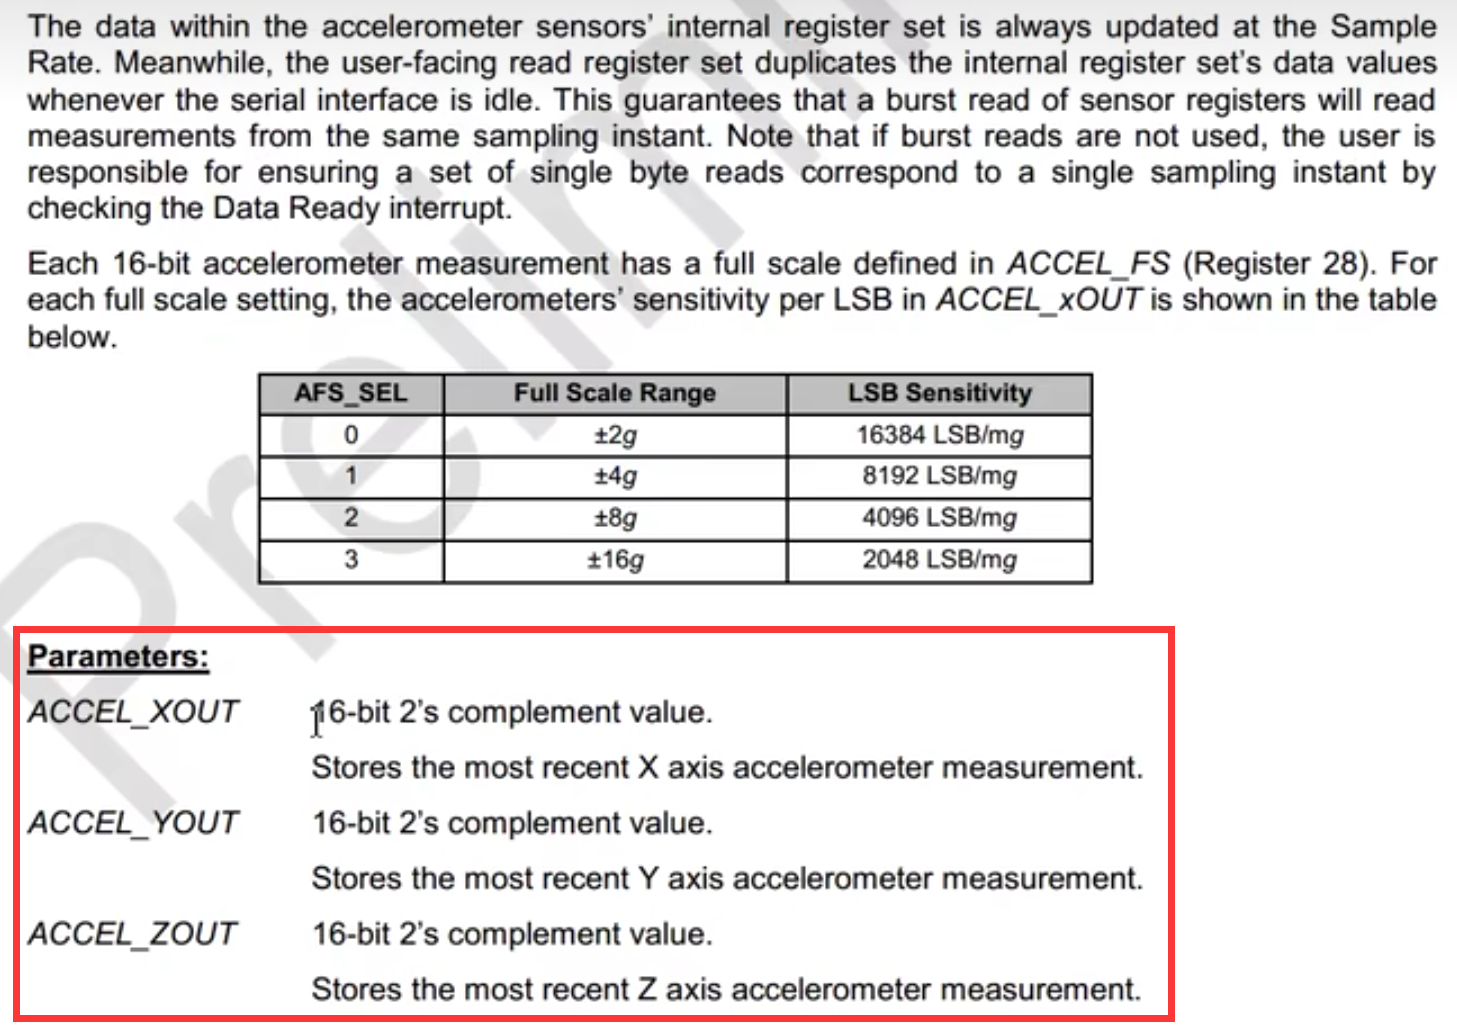 The data within the accelerometer sensors' internal register set is always updated at the Sample
Rate. Meanwhile, the user-facing read register set duplicates the internal register set's data values
whenever the serial interface is idle. This guarantees that a burst read of sensor registers will read
measurements from the same sampling instant. Note that if burst reads are not used, the user is
responsible for ensuring a set of single byte reads correspond to a single sampling instant by
checking the Data Ready interrupt.
Each 16-bit accelerometer measurement has a full scale defined in ACCEL_FS (Register 28). For
each full scale setting, the accelerometers' sensitivity per LSB in ACCEL_xOUT is shown in the table
below.
AFS_SEL Full Scale Range LSB Sensitivity
0 ±2g 16384 LSB/mg
1 ±4g 8192 LSB/mg
2 ±8g 4096 LSB/mg
3 ±16g 2048 LSB/mg
Parameters:
ACCEL_XOUT 16-bit 2's complement value.
Stores the most recent X axis accelerometer measurement.
ACCEL_YOUT 16-bit 2's complement value.
Stores the most recent Y axis accelerometer measurement.
ACCEL_ZOUT 16-bit 2's complement value.
Stores the most recent Z axis accelerometer measurement.
Prelimi